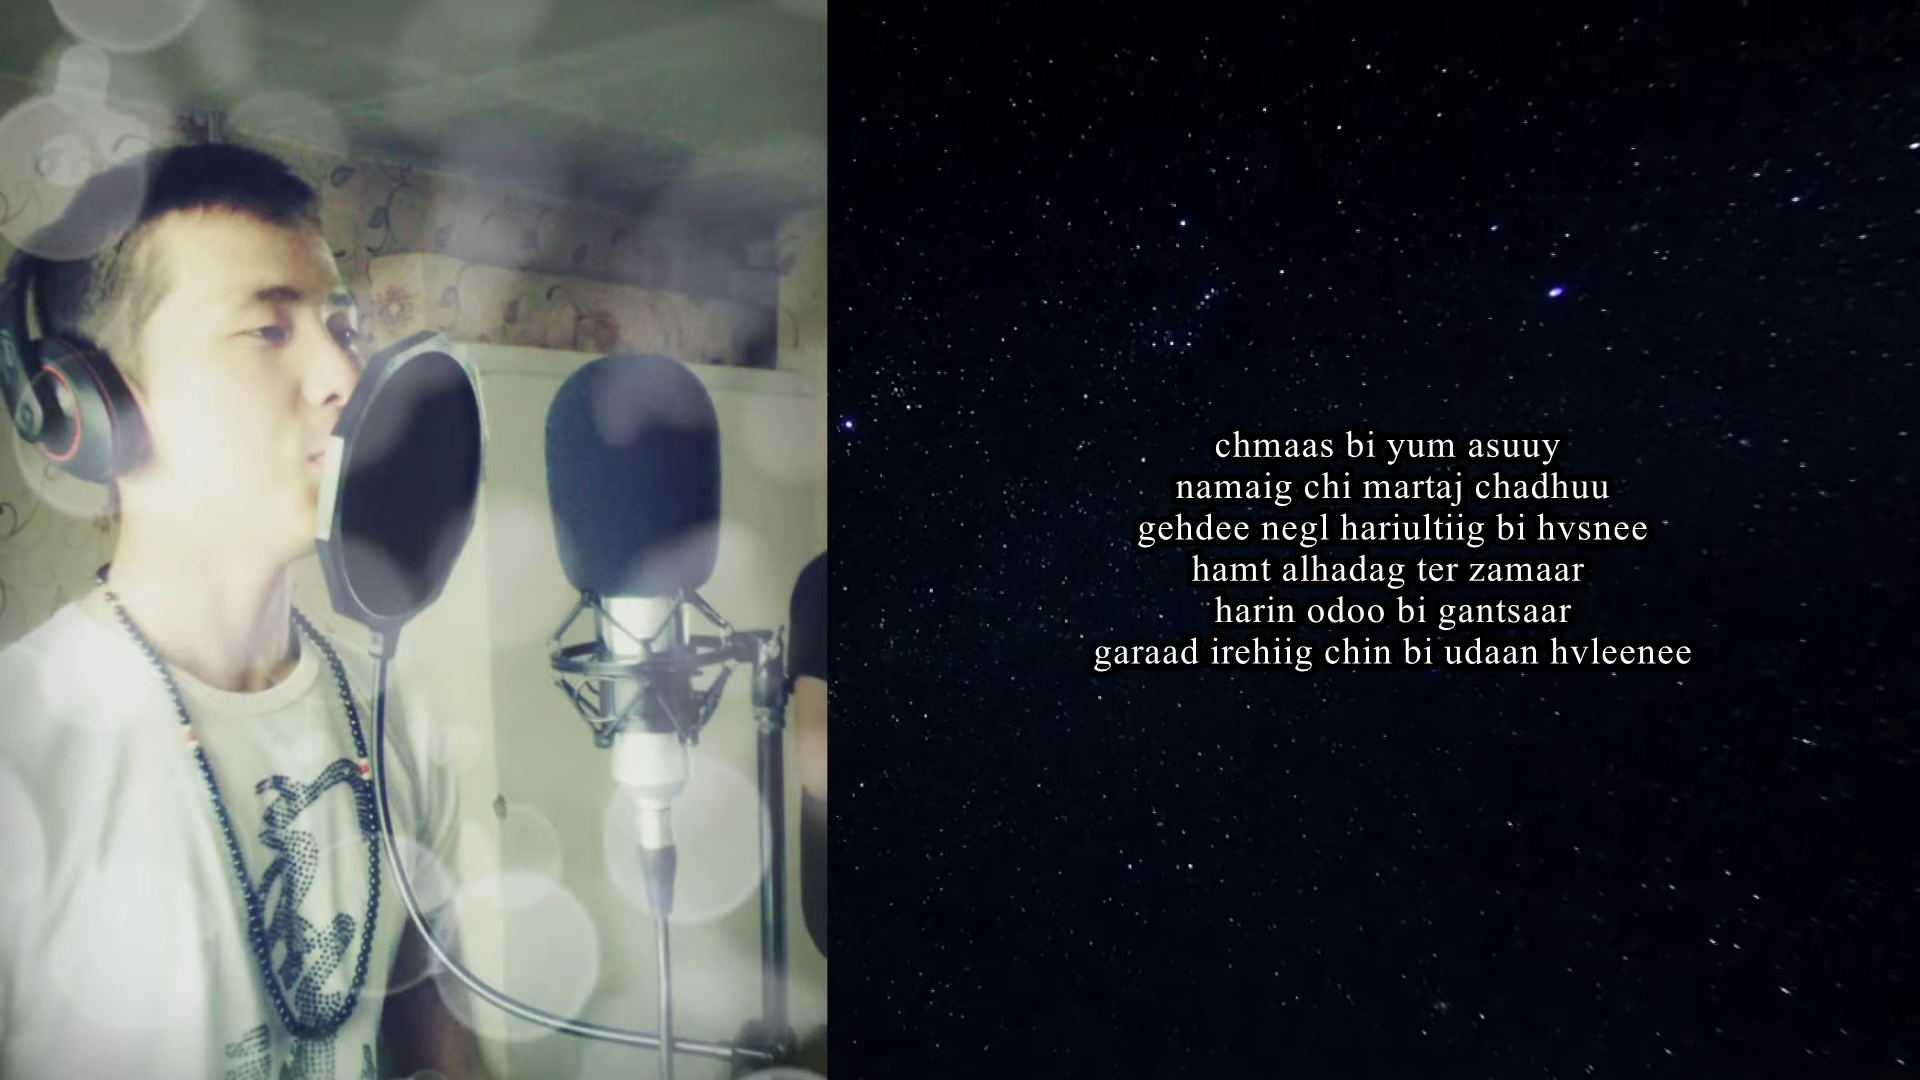 chmaas bi yum asuuy
namaig chi martaj chadhuu
gehdee negl hariultiig bi hvsnee
hamt alhadag ter zamaar
harin odoo bi gantsaar
garaad irehiig chin bi udaan hvleenee